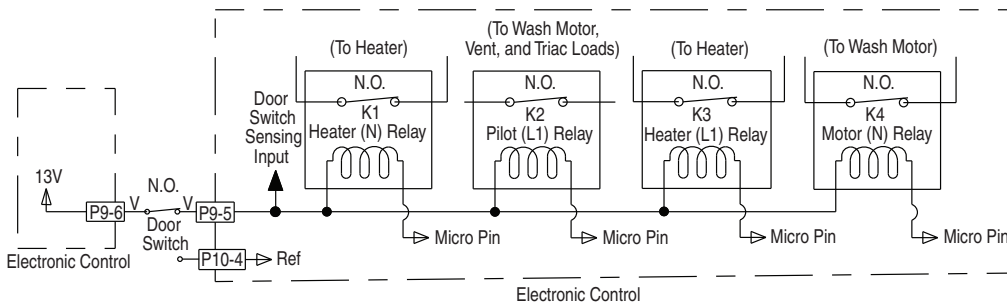 (To Heater)
(To Wash Motor,
Vent, and Triac Loads)
(To Heater)
(To Wash Motor)
N.O.
K1
Heater (N) Relay
N.O.
K2
Pilot (L1) Relay
N.O.
K3
Heater (L1) Relay
N.O.
K4
Motor (N) Relay
Door
Switch
Sensing
Input
13V
N.O.
P9-6
V
V
P9-5
Door
Switch
P10-4
Ref
Micro Pin
Micro Pin
Micro Pin
Micro Pin
Electronic Control
Electronic Control